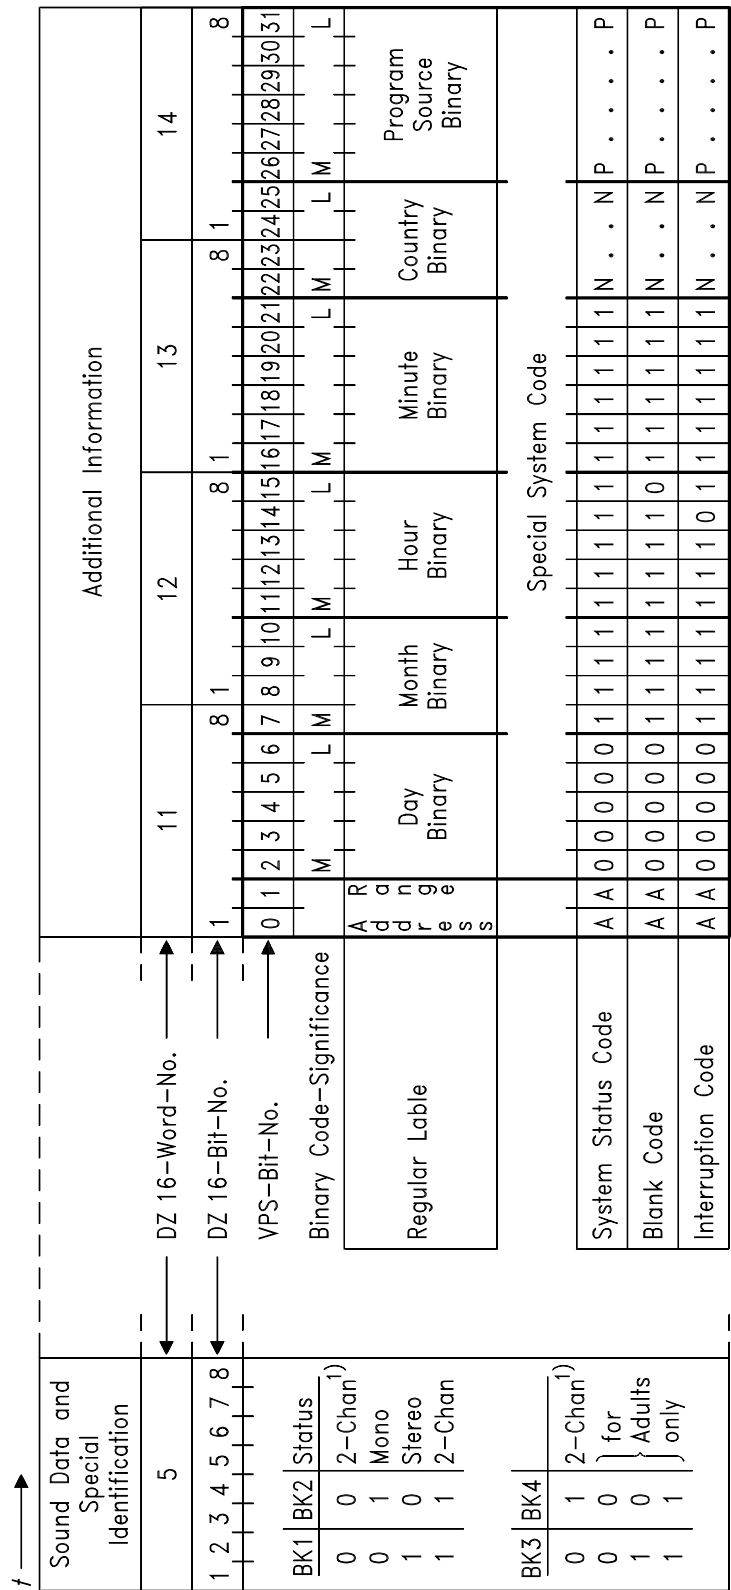 t
Sound Data and
Special
Identification
Additional Information
5
DZ 16-Word-No.
11
12
13
14
1 2 3 4 5 6 7 8
DZ 16-Bit-No.
1 8 1 8 1 8 1 8
VPS-Bit-No.
0 1 2 3 4 5 6 7 8 9 10 11 12 13 14 15 16 17 18 19 20 21 22 23 24 25 26 27 28 29 30 31
Binary Code-Significance
M L M L M L M L M L M L
BK1 BK2 Status
0 0 2-Chan1)
0 1 Mono
1 0 Stereo
1 1 2-Chan
Regular Lable
Address
Range
Day
Binary
Month
Binary
Hour
Binary
Minute
Binary
Country
Binary
Program
Source
Binary
Special System Code
BK3 BK4
0 1 2-Chan1)
0 0 for
1 0 Adults
1 1 only
System Status Code
A A 0 0 0 0 0 1 1 1 1 1 1 1 1 1 1 1 1 1 1 1 N . . N P . . . . P
Blank Code
A A 0 0 0 0 0 1 1 1 1 1 1 1 1 0 1 1 1 1 1 1 N . . N P . . . . P
Interruption Code
A A 0 0 0 0 0 1 1 1 1 1 1 1 0 1 1 1 1 1 1 1 N . . N P . . . . P